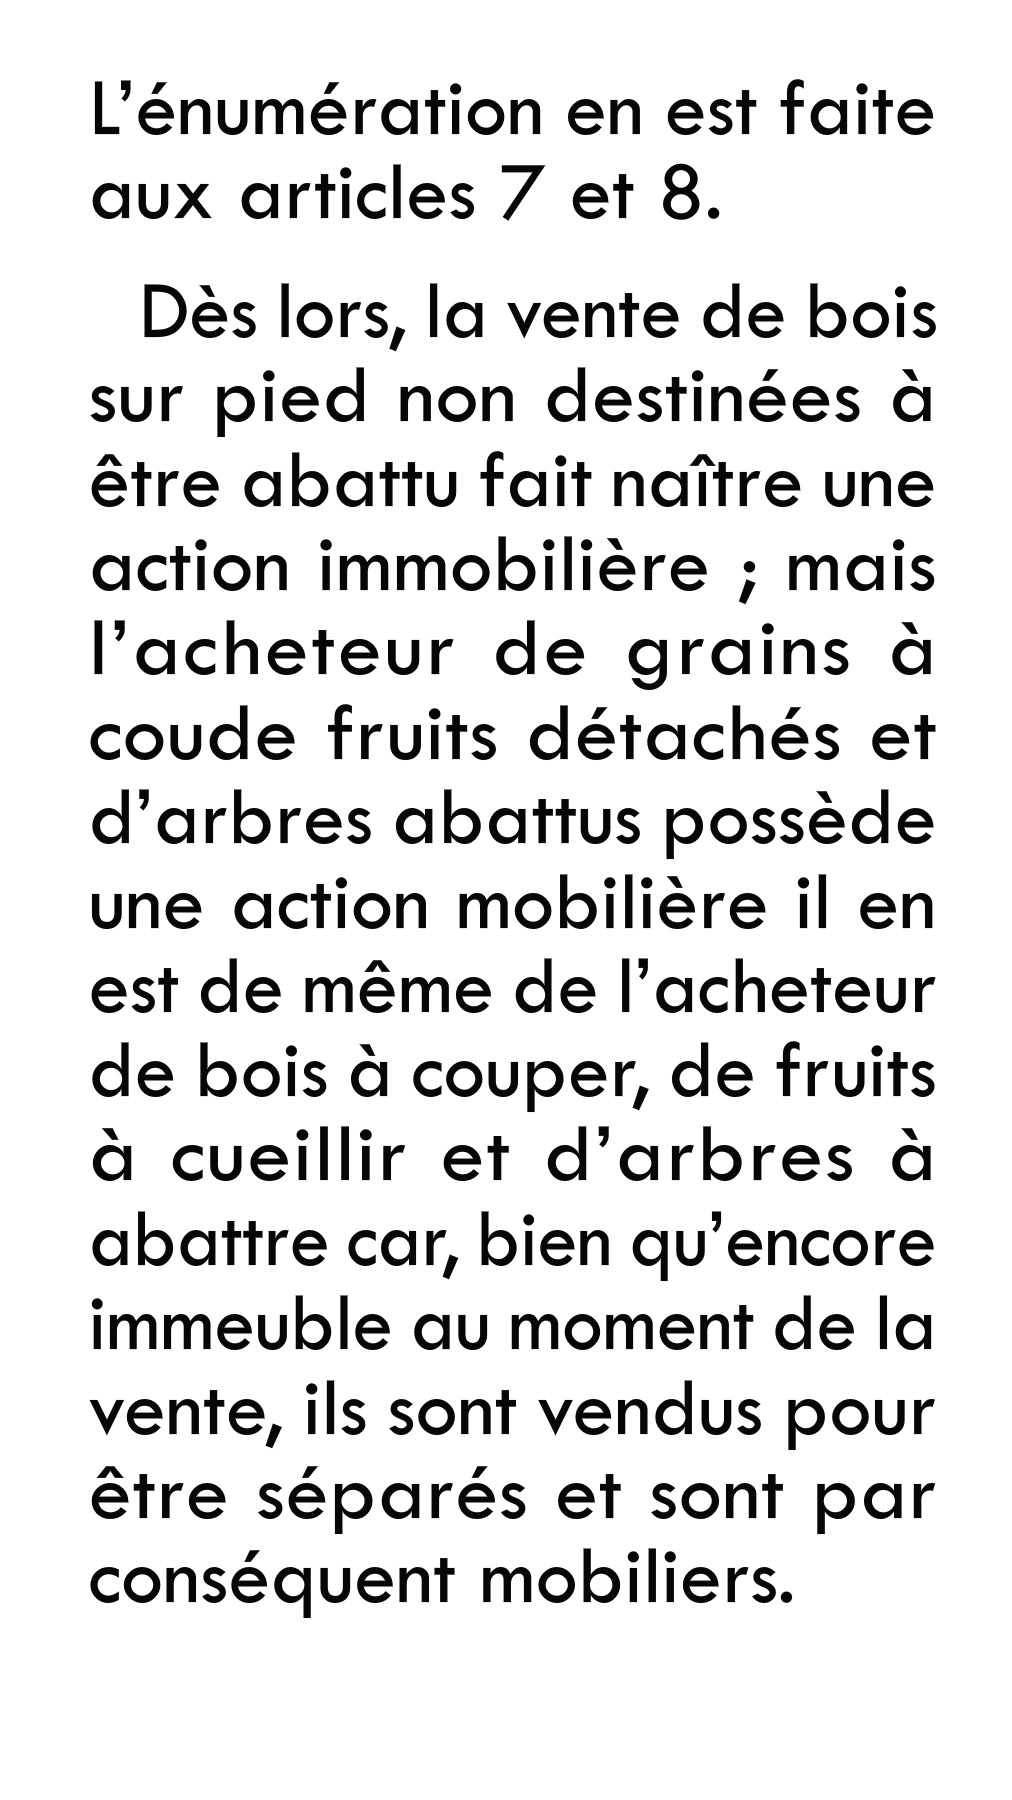 L’énumération en est faite
aux articles 7 et 8.
Dès lors, la vente de bois
sur pied non destinées à
être abattu fait naître une
action immobilière ; mais
l’acheteur de grains à
coude fruits détachés et
d’arbres abattus possède
une action mobilière il en
est de même de l’acheteur
de bois à couper, de fruits
à cueillir et d’arbres à
abattre car, bien qu’encore
immeuble au moment de la
vente, ils sont vendus pour
être séparés et sont par
conséquent mobiliers.